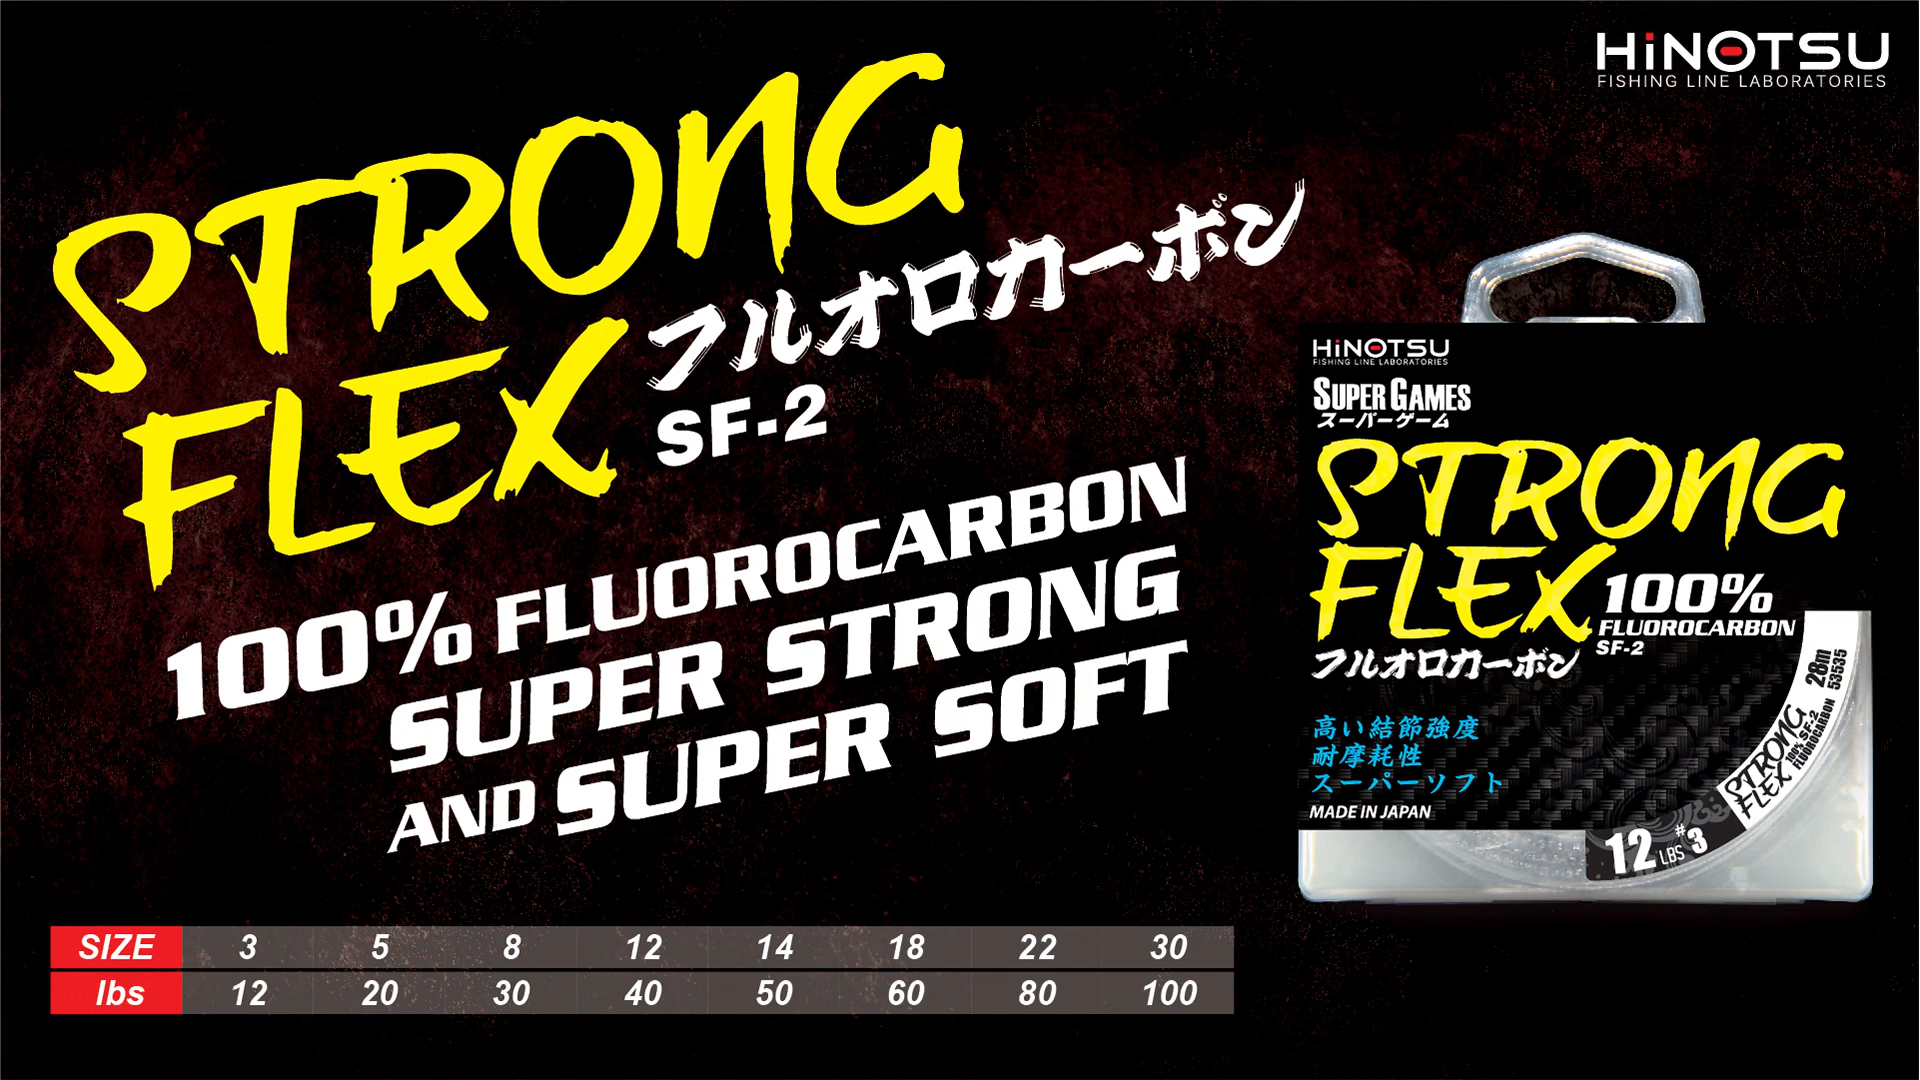 HiNOTSU
FISHING LINE LABORATORIES
STRONG
FLEX
フルオロカーボン
SF-2
100% FLUOROCARBON
SUPER STRONG
AND SUPER SOFT
HiNOTSU
FISHING LINE LABORATORIES
SUPER GAMES
スーパーゲーム
STRONG
FLEX
100%
FLUOROCARBON
SF-2
フルオロカーボン
高い結節強度
耐摩耗性
スーパーソフト
MADE IN JAPAN
28m
53535
STRONG
FLEX
100% SF-2
FLUOROCARBON
12 LBS #3
SIZE 3 5 8 12 14 18 22 30
lbs 12 20 30 40 50 60 80 100